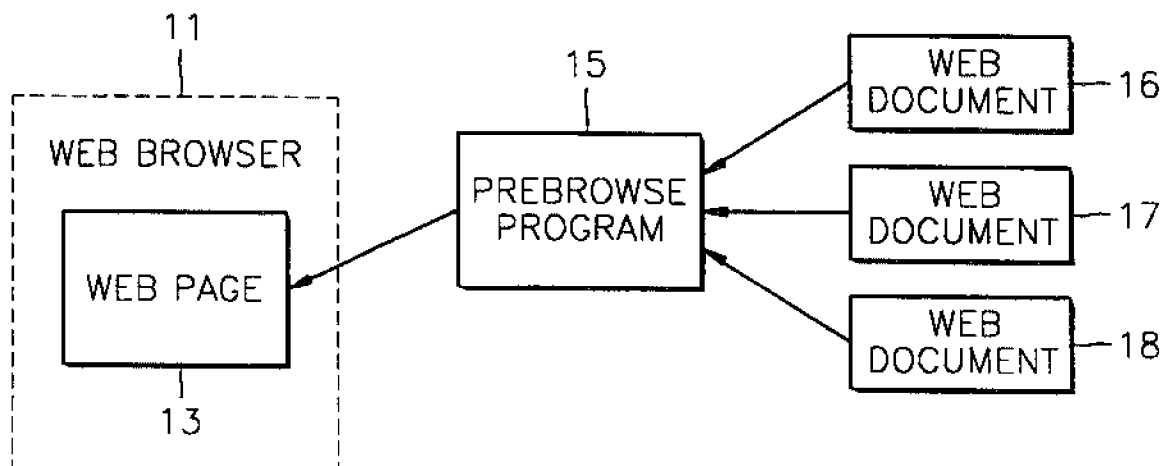 11
WEB BROWSER
WEB PAGE
13
15
PREBROWSE
PROGRAM
WEB
DOCUMENT
16
WEB
DOCUMENT
17
WEB
DOCUMENT
18